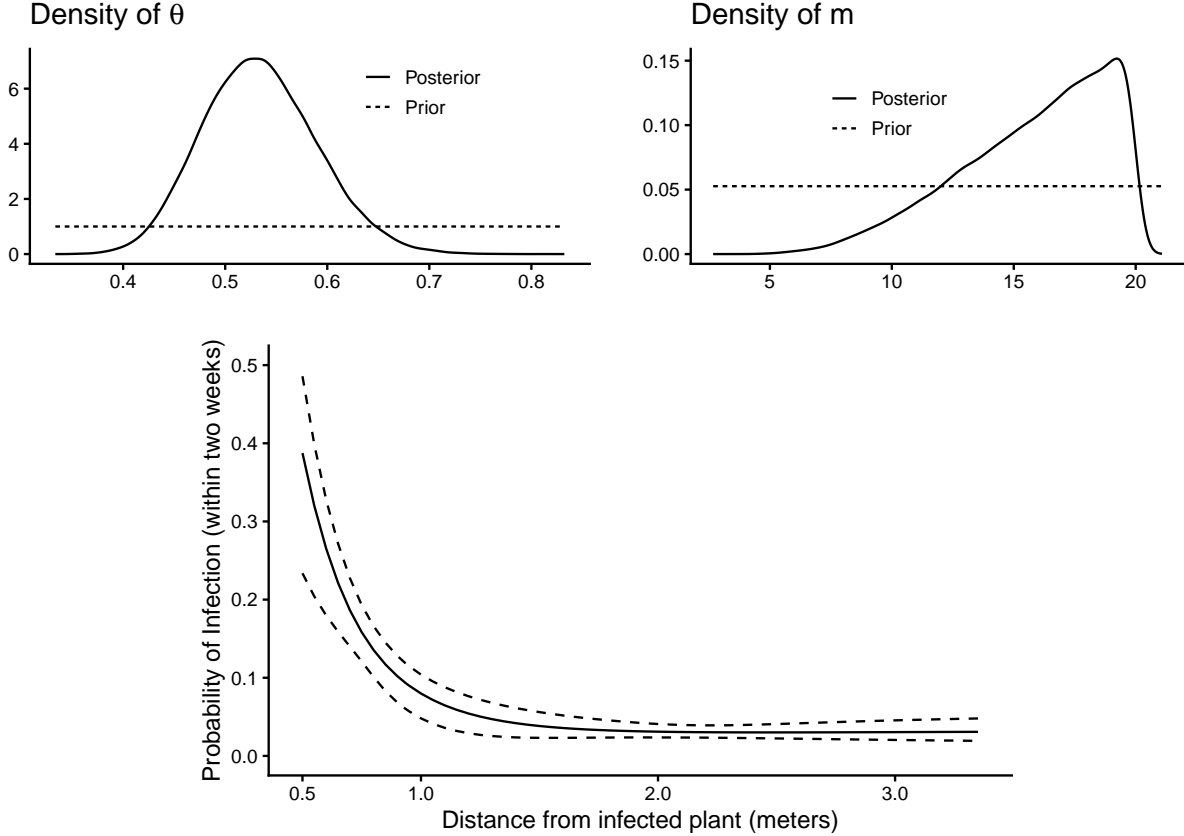 Density of θ
6
4
2
0
Posterior
Prior
0.4 0.5 0.6 0.7 0.8
Density of m
0.15
0.10
0.05
0.00
Posterior
Prior
5 10 15 20
Probability of Infection (within two weeks)
0.5
0.4
0.3
0.2
0.1
0.0
0.5 1.0 2.0 3.0
Distance from infected plant (meters)